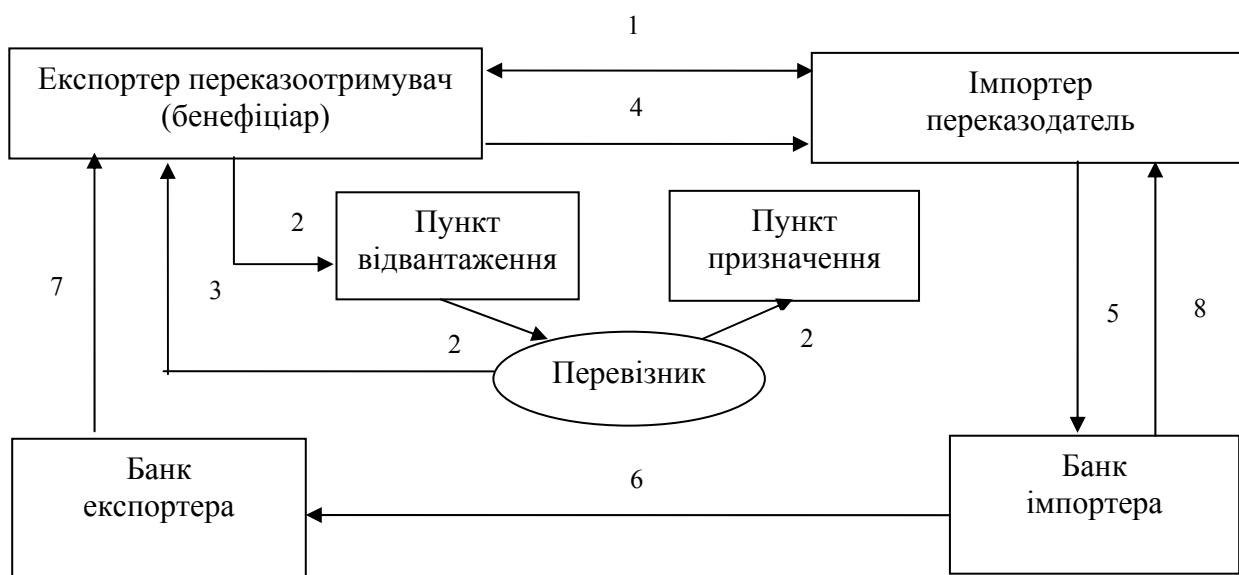 1
Експортер переказоотримувач
(бенефіціар)
Імпортер
переказодатель
4
2
Пункт
відвантаження
Пункт
призначення
7
3
5
8
2
2
Перевізник
Банк
експортера
6
Банк
імпортера